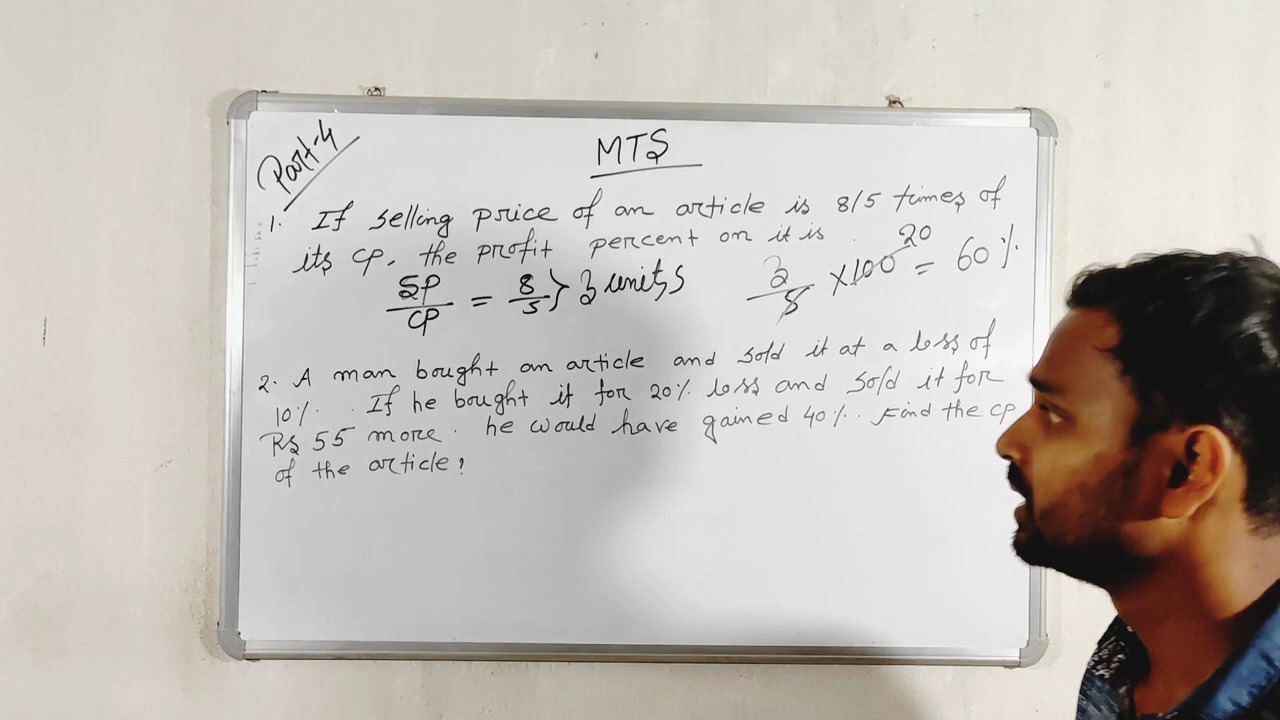 Part-4
MTS
1. If selling price of an article is 8/5 times of
its CP, the profit percent on it is .
SP/CP = 8/5 } 3 units 3/5 ×100 20 = 60%.
2. A man bought an article and sold it at a loss of
10%. . If he bought it for 20% loss and sold it for
Rs 55 more. he would have gained 40%. Find the CP
of the article?